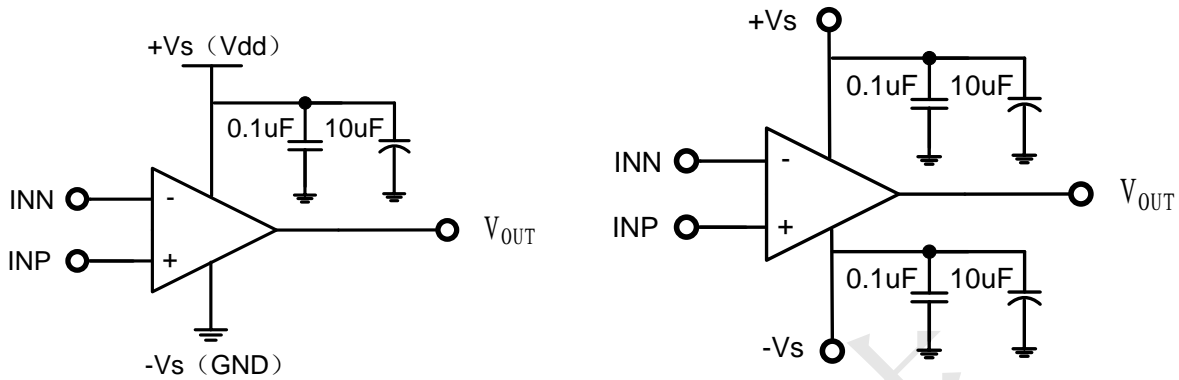 +Vs（Vdd）
0.1uF 10uF
INN
-
INP
+
VOUT
-Vs（GND）
+Vs
0.1uF 10uF
INN
-
INP
+
VOUT
0.1uF 10uF
-Vs